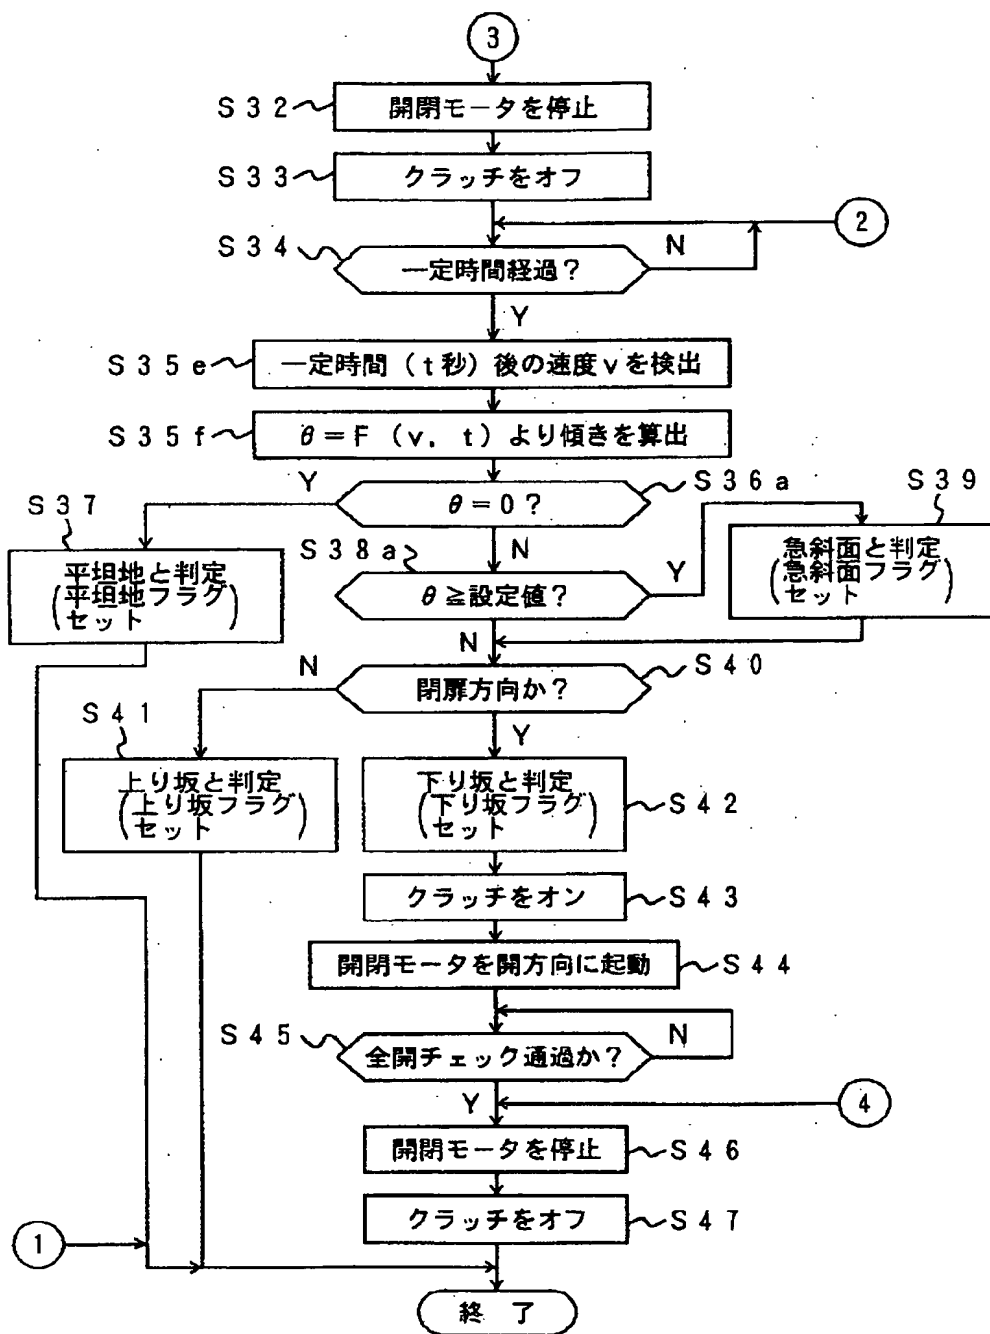 3
S32
開閉モータを停止
S33
クラッチをオフ
2
S34
N
一定時間経過?
Y
S35e
一定時間(t秒)後の速度vを検出
S35f
θ=F(v,t)より傾きを算出
Y
S36a
S39
S37
θ=0?
S38a
N
平坦地と判定
(平坦地フラグ)
セット
θ≧設定値?
Y
急斜面と判定
(急斜面フラグ)
セット
N
N
S40
閉扉方向か?
S41
Y
上り坂と判定
(上り坂フラグ)
セット
下り坂と判定
(下り坂フラグ)
セット
S42
クラッチをオン
S43
開閉モータを開方向に起動
S44
S45
N
全開チェック通過か?
Y
4
開閉モータを停止
S46
クラッチをオフ
S47
1
終了